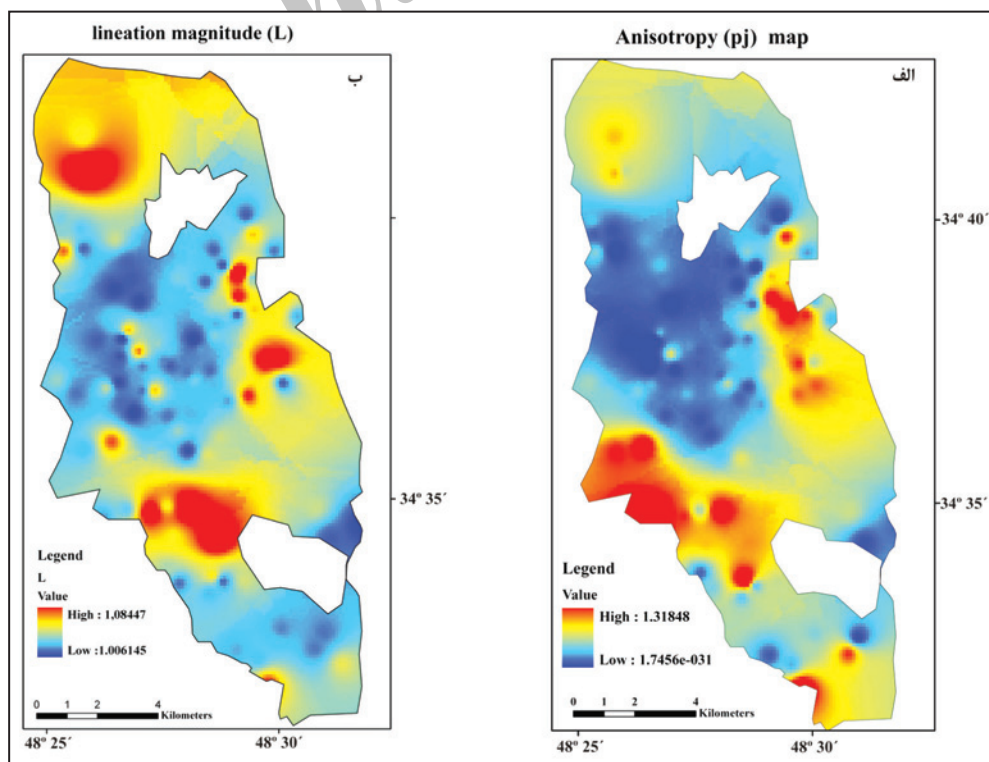 lineation magnitude (L)
ب
Legend
L
Value
High : 1,08447
Low :1.006145
0 1 2 4
Kilometers
48° 25´
48° 30´
Anisotropy (pj) map
الف
34° 40´
34° 35´
Legend
Value
High : 1.31848
Low : 1.7456e-031
0 1 2 4
Kilometers
48° 25´
48° 30´